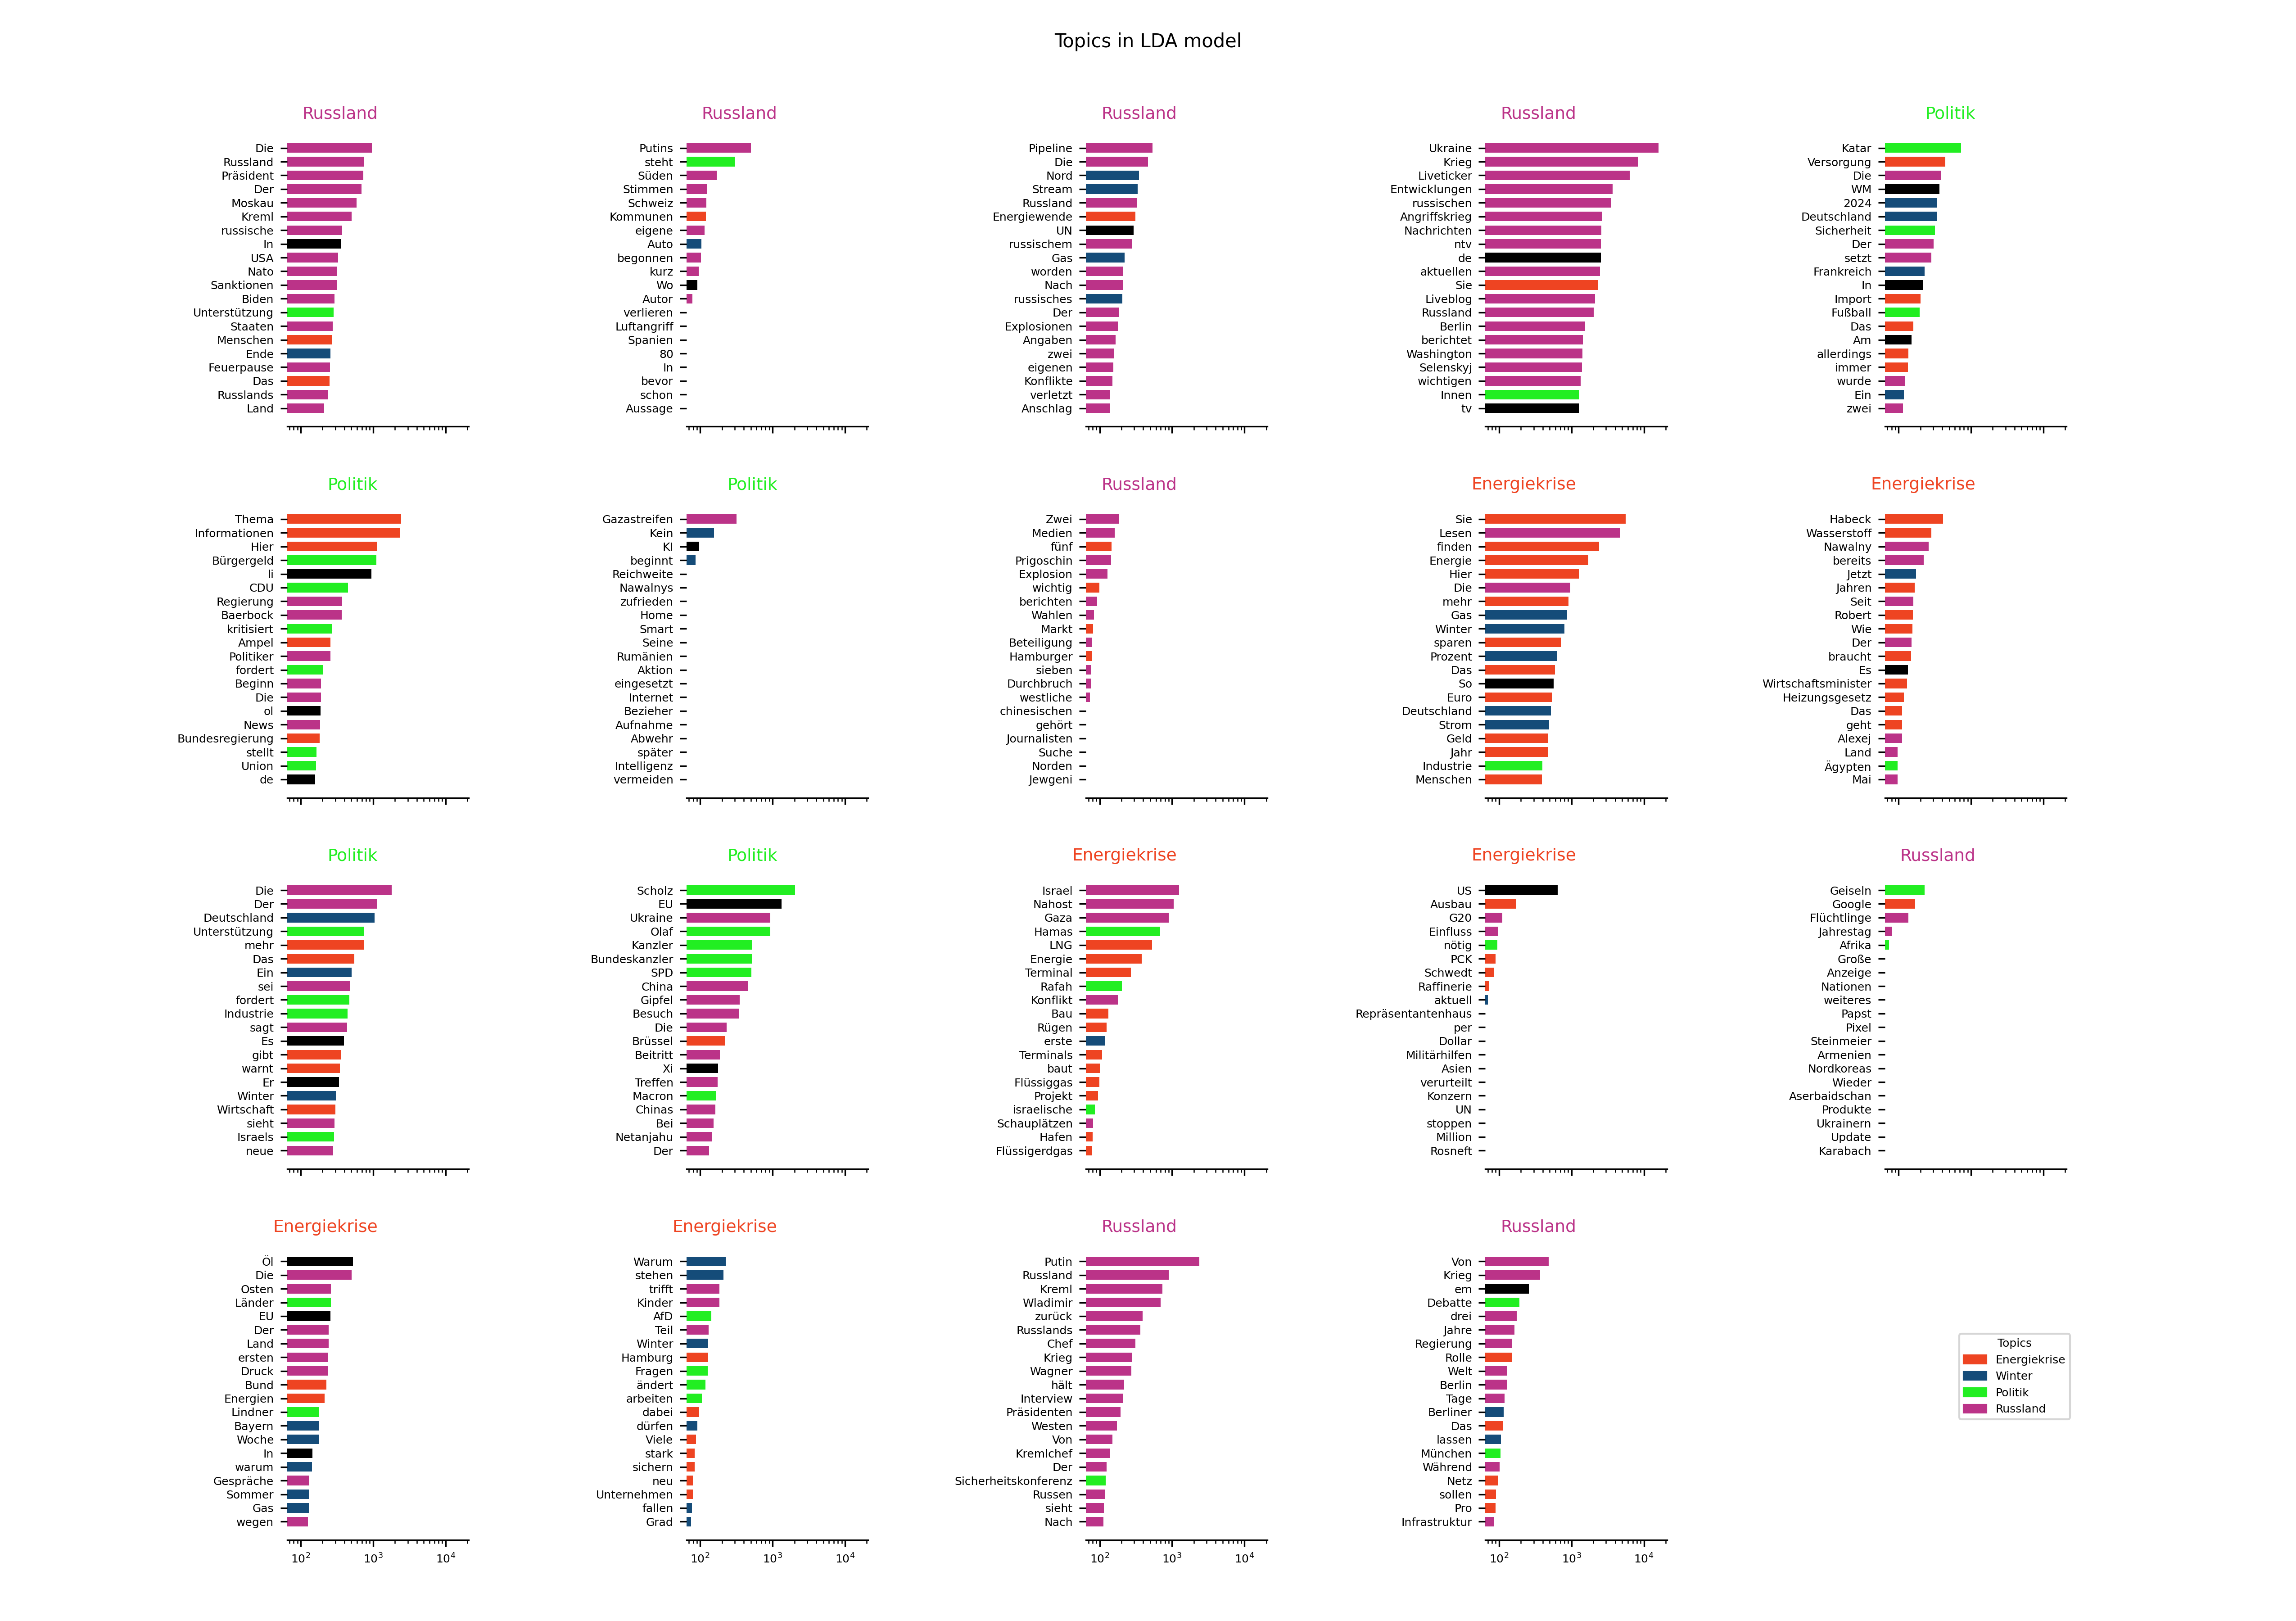 Topics in LDA model
Russland
Die
Russland
Präsident
Der
Moskau
Kreml
russische
In
USA
Nato
Sanktionen
Biden
Unterstützung
Staaten
Menschen
Ende
Feuerpause
Das
Russlands
Land
Russland
Putins
steht
Süden
Stimmen
Schweiz
Kommunen
eigene
Auto
begonnen
kurz
Wo
Autor
verlieren
Luftangriff
Spanien
80
In
bevor
schon
Aussage
Russland
Pipeline
Die
Nord
Stream
Russland
Energiewende
UN
russischem
Gas
worden
Nach
russisches
Der
Explosionen
Angaben
zwei
eigenen
Konflikte
verletzt
Anschlag
Russland
Ukraine
Krieg
Liveticker
Entwicklungen
russischen
Angriffskrieg
Nachrichten
ntv
de
aktuellen
Sie
Liveblog
Russland
Berlin
berichtet
Washington
Selenskyj
wichtigen
Innen
tv
Politik
Katar
Versorgung
Die
WM
2024
Deutschland
Sicherheit
Der
setzt
Frankreich
In
Import
Fußball
Das
Am
allerdings
immer
wurde
Ein
zwei
Politik
Thema
Informationen
Hier
Bürgergeld
li
CDU
Regierung
Baerbock
kritisiert
Ampel
Politiker
fordert
Beginn
Die
ol
News
Bundesregierung
stellt
Union
de
Politik
Gazastreifen
Kein
KI
beginnt
Reichweite
Nawalnys
zufrieden
Home
Smart
Seine
Rumänien
Aktion
eingesetzt
Internet
Bezieher
Aufnahme
Abwehr
später
Intelligenz
vermeiden
Russland
Zwei
Medien
fünf
Prigoschin
Explosion
wichtig
berichten
Wahlen
Markt
Beteiligung
Hamburger
sieben
Durchbruch
westliche
chinesischen
gehört
Journalisten
Suche
Norden
Jewgeni
Energiekrise
Sie
Lesen
finden
Energie
Hier
Die
mehr
Gas
Winter
sparen
Prozent
Das
So
Euro
Deutschland
Strom
Geld
Jahr
Industrie
Menschen
Energiekrise
Habeck
Wasserstoff
Nawalny
bereits
Jetzt
Jahren
Seit
Robert
Wie
Der
braucht
Es
Wirtschaftsminister
Heizungsgesetz
Das
geht
Alexej
Land
Ägypten
Mai
Politik
Die
Der
Deutschland
Unterstützung
mehr
Das
Ein
sei
fordert
Industrie
sagt
Es
gibt
warnt
Er
Winter
Wirtschaft
sieht
Israels
neue
Politik
Scholz
EU
Ukraine
Olaf
Kanzler
Bundeskanzler
SPD
China
Gipfel
Besuch
Die
Brüssel
Beitritt
Xi
Treffen
Macron
Chinas
Bei
Netanjahu
Der
Energiekrise
Israel
Nahost
Gaza
Hamas
LNG
Energie
Terminal
Rafah
Konflikt
Bau
Rügen
erste
Terminals
baut
Flüssiggas
Projekt
israelische
Schauplätzen
Hafen
Flüssigerdgas
Energiekrise
US
Ausbau
G20
Einfluss
nötig
PCK
Schwedt
Raffinerie
aktuell
Repräsentantenhaus
per
Dollar
Militärhilfen
Asien
verurteilt
Konzern
UN
stoppen
Million
Rosneft
Russland
Geiseln
Google
Flüchtlinge
Jahrestag
Afrika
Große
Anzeige
Nationen
weiteres
Papst
Pixel
Steinmeier
Armenien
Nordkoreas
Wieder
Aserbaidschan
Produkte
Ukrainern
Update
Karabach
Energiekrise
Öl
Die
Osten
Länder
EU
Der
Land
ersten
Druck
Bund
Energien
Lindner
Bayern
Woche
In
warum
Gespräche
Sommer
Gas
wegen
10² 10³ 10⁴
Energiekrise
Warum
stehen
trifft
Kinder
AfD
Teil
Winter
Hamburg
Fragen
ändert
arbeiten
dabei
dürfen
Viele
stark
sichern
neu
Unternehmen
fallen
Grad
10² 10³ 10⁴
Russland
Putin
Russland
Kreml
Wladimir
zurück
Russlands
Chef
Krieg
Wagner
hält
Interview
Präsidenten
Westen
Von
Kremlchef
Der
Sicherheitskonferenz
Russen
sieht
Nach
10² 10³ 10⁴
Russland
Von
Krieg
em
Debatte
drei
Jahre
Regierung
Rolle
Welt
Berlin
Tage
Berliner
Das
lassen
München
Während
Netz
sollen
Pro
Infrastruktur
10² 10³ 10⁴
Topics
Energiekrise
Winter
Politik
Russland